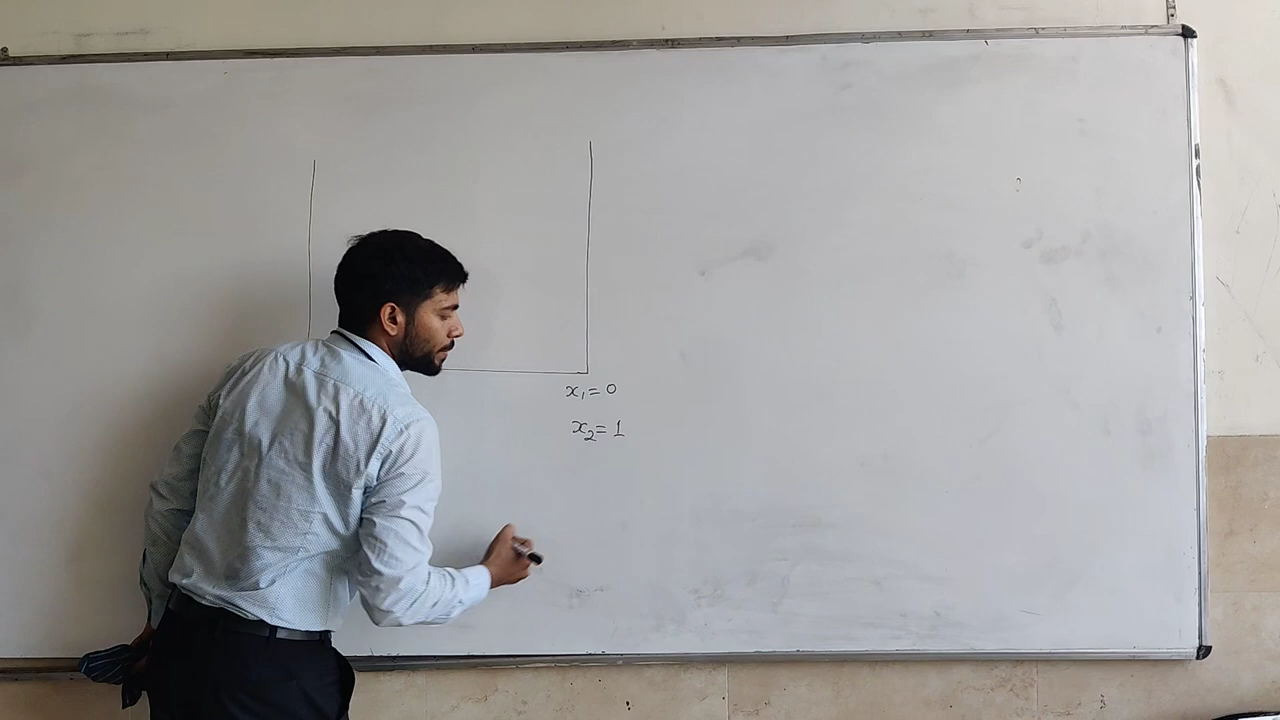 x₁ = 0
x₂ = 1